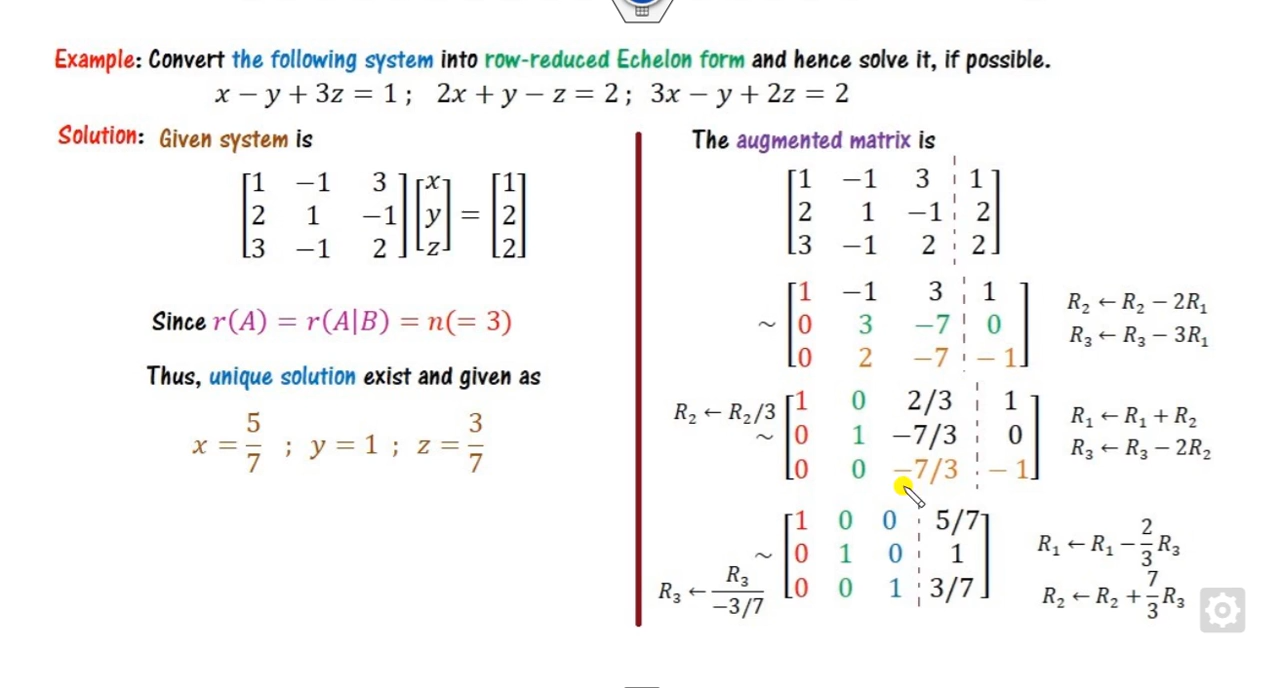 Example: Convert the following system into row-reduced Echelon form and hence solve it, if possible.
x − y + 3z = 1 ; 2x + y − z = 2 ; 3x − y + 2z = 2
Solution: Given system is
[1 −1 3
2 1 −1
3 −1 2] [x
y
z] = [1
2
2]
Since r(A) = r(A|B) = n(= 3)
Thus, unique solution exist and given as
x = 5/7 ; y = 1 ; z = 3/7
The augmented matrix is
[1 −1 3 ¦ 1
2 1 −1 ¦ 2
3 −1 2 ¦ 2]
~ [1 −1 3 ¦ 1
0 3 −7 ¦ 0
0 2 −7 ¦ −1]
R₂ ← R₂ − 2R₁
R₃ ← R₃ − 3R₁
R₂ ← R₂/3
~ [1 0 2/3 ¦ 1
0 1 −7/3 ¦ 0
0 0 −7/3 ¦ −1]
R₁ ← R₁ + R₂
R₃ ← R₃ − 2R₂
R₃ ← R₃/(−3/7)
~ [1 0 0 ¦ 5/7
0 1 0 ¦ 1
0 0 1 ¦ 3/7]
R₁ ← R₁ − 2/3 R₃
R₂ ← R₂ + 7/3 R₃